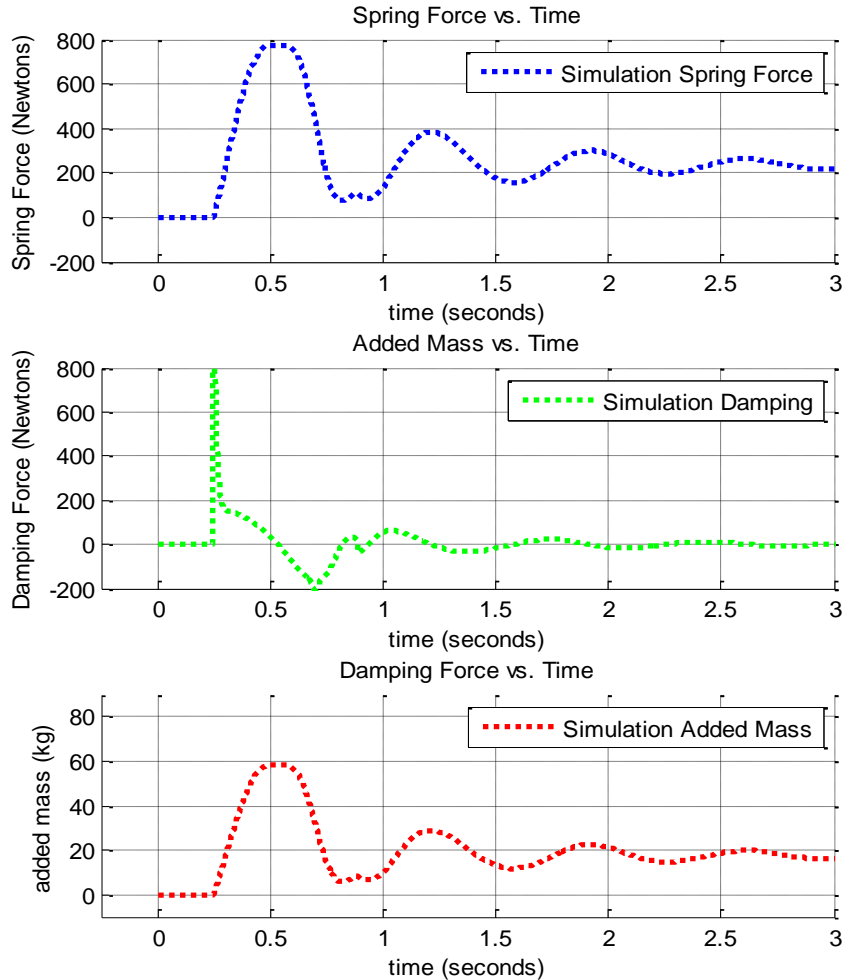 Spring Force vs. Time
Spring Force (Newtons)
800
600
400
200
0
-200
Simulation Spring Force
0 0.5 1 1.5 2 2.5 3
time (seconds)
Added Mass vs. Time
Damping Force (Newtons)
800
600
400
200
0
-200
Simulation Damping
0 0.5 1 1.5 2 2.5 3
time (seconds)
Damping Force vs. Time
added mass (kg)
80
60
40
20
0
Simulation Added Mass
0 0.5 1 1.5 2 2.5 3
time (seconds)